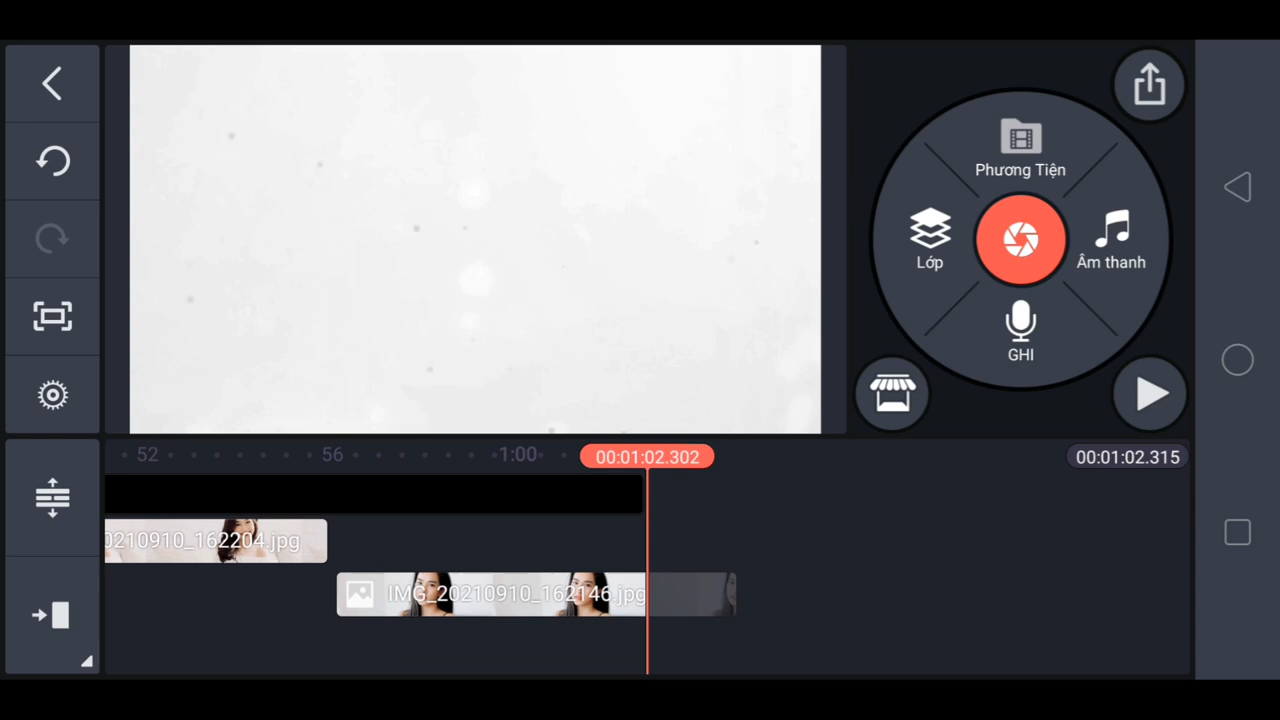 Phương Tiện
Lớp
Âm thanh
GHI
52
56
1:00
00:01:02.302
00:01:02.315
0210910_162204.jpg
IMG_20210910_162146.jpg